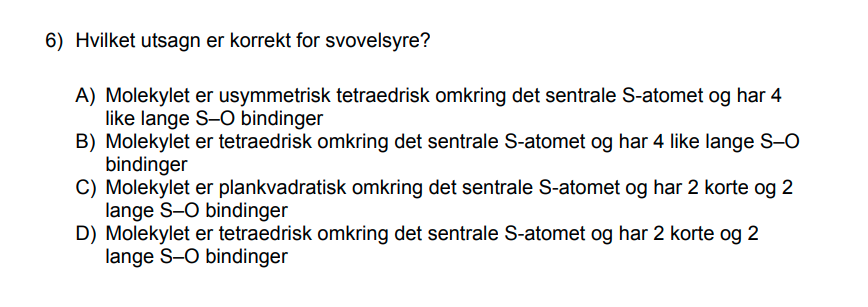 6) Hvilket utsagn er korrekt for svovelsyre?
A) Molekylet er usymmetrisk tetraedrisk omkring det sentrale S-atomet og har 4
like lange S–O bindinger
B) Molekylet er tetraedrisk omkring det sentrale S-atomet og har 4 like lange S–O
bindinger
C) Molekylet er plankvadratisk omkring det sentrale S-atomet og har 2 korte og 2
lange S–O bindinger
D) Molekylet er tetraedrisk omkring det sentrale S-atomet og har 2 korte og 2
lange S–O bindinger